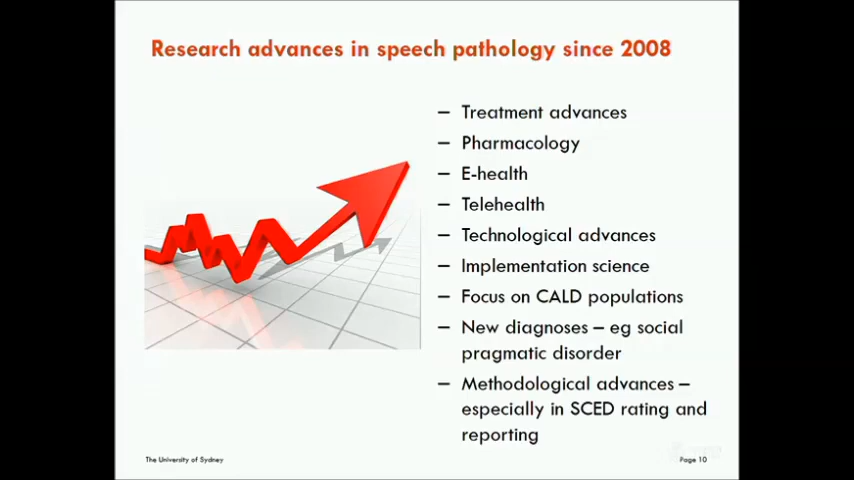 Research advances in speech pathology since 2008
– Treatment advances
– Pharmacology
– E-health
– Telehealth
– Technological advances
– Implementation science
– Focus on CALD populations
– New diagnoses – eg social
pragmatic disorder
– Methodological advances –
especially in SCED rating and
reporting
The University of Sydney
Page 10